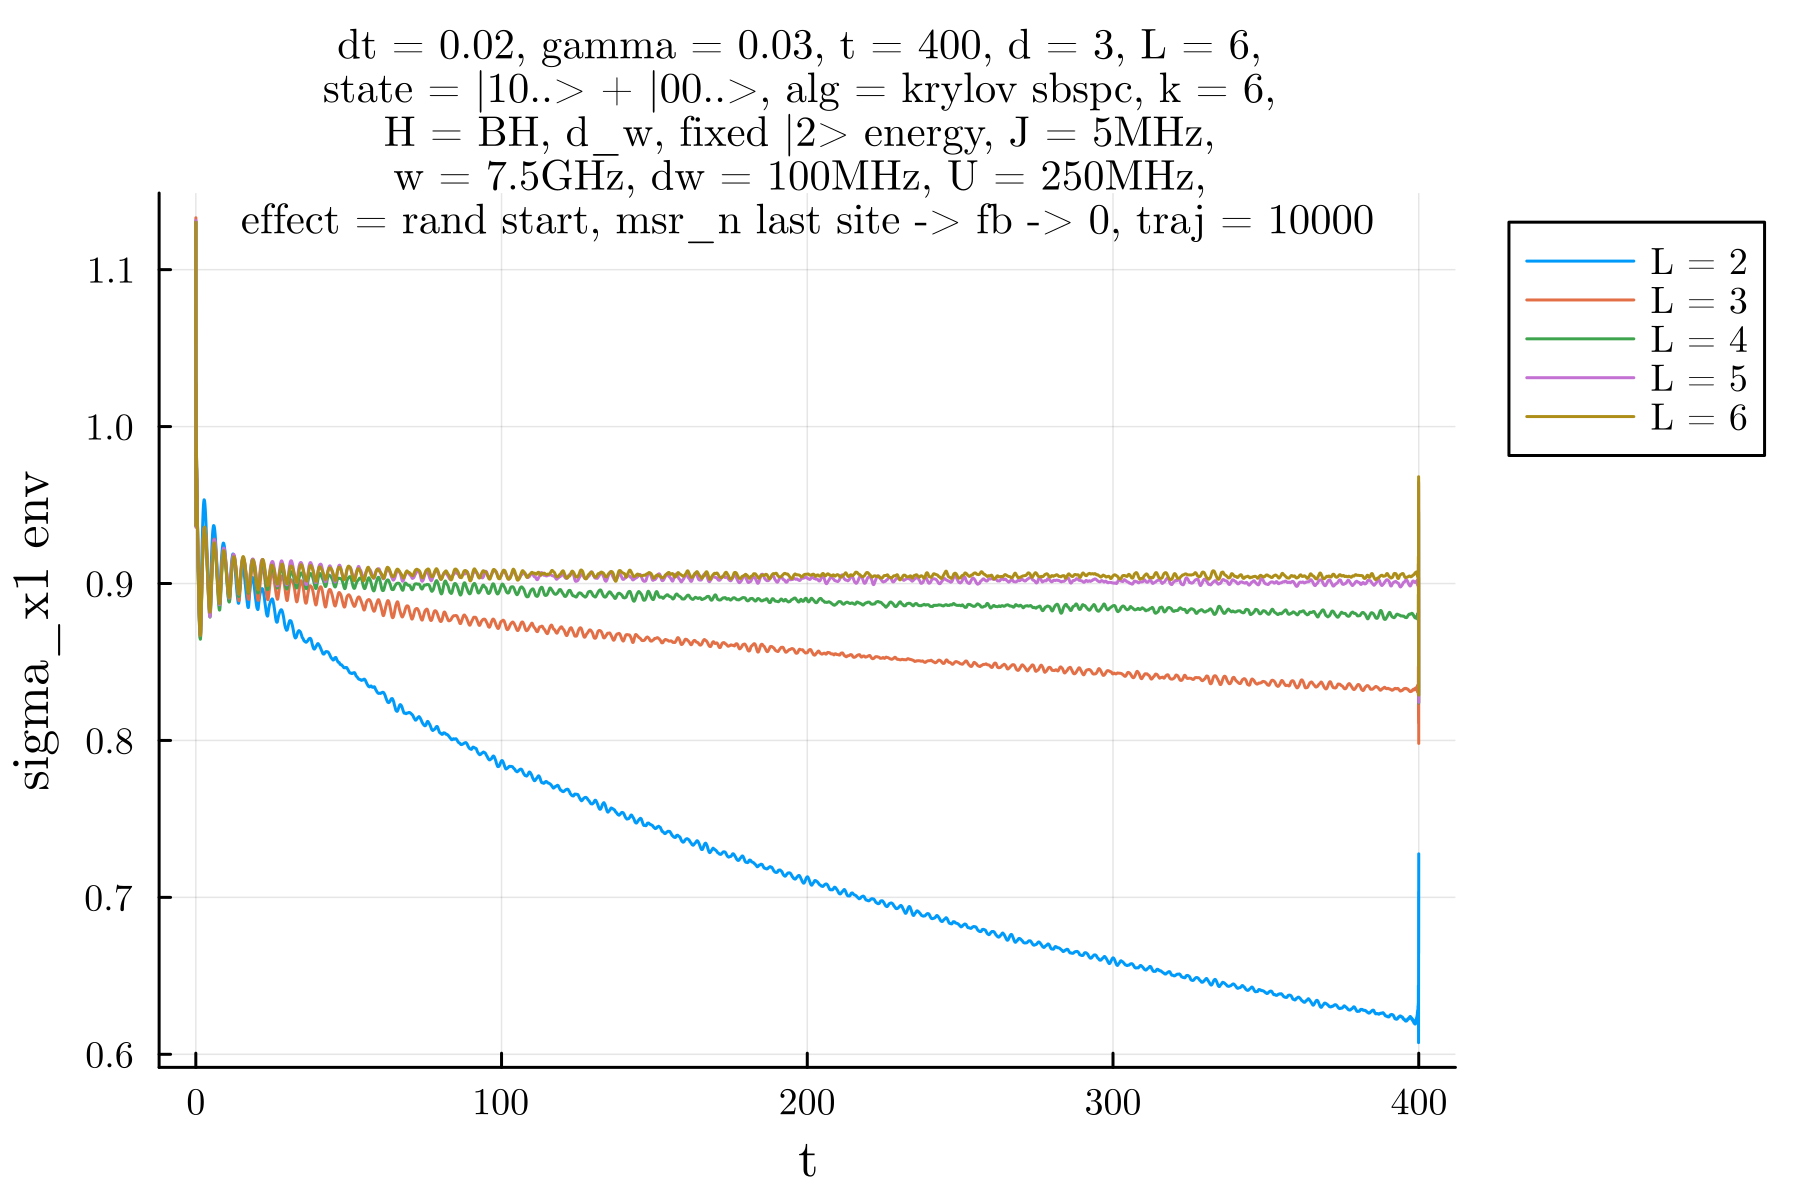 dt = 0.02, gamma = 0.03, t = 400, d = 3, L = 6,
state = |10..> + |00..>, alg = krylov sbspc, k = 6,
H = BH, d_w, fixed |2> energy, J = 5MHz,
w = 7.5GHz, dw = 100MHz, U = 250MHz,
effect = rand start, msr_n last site -> fb -> 0, traj = 10000
L = 2
L = 3
L = 4
L = 5
L = 6
1.1
1.0
0.9
0.8
0.7
0.6
sigma_x1 env
0 100 200 300 400
t